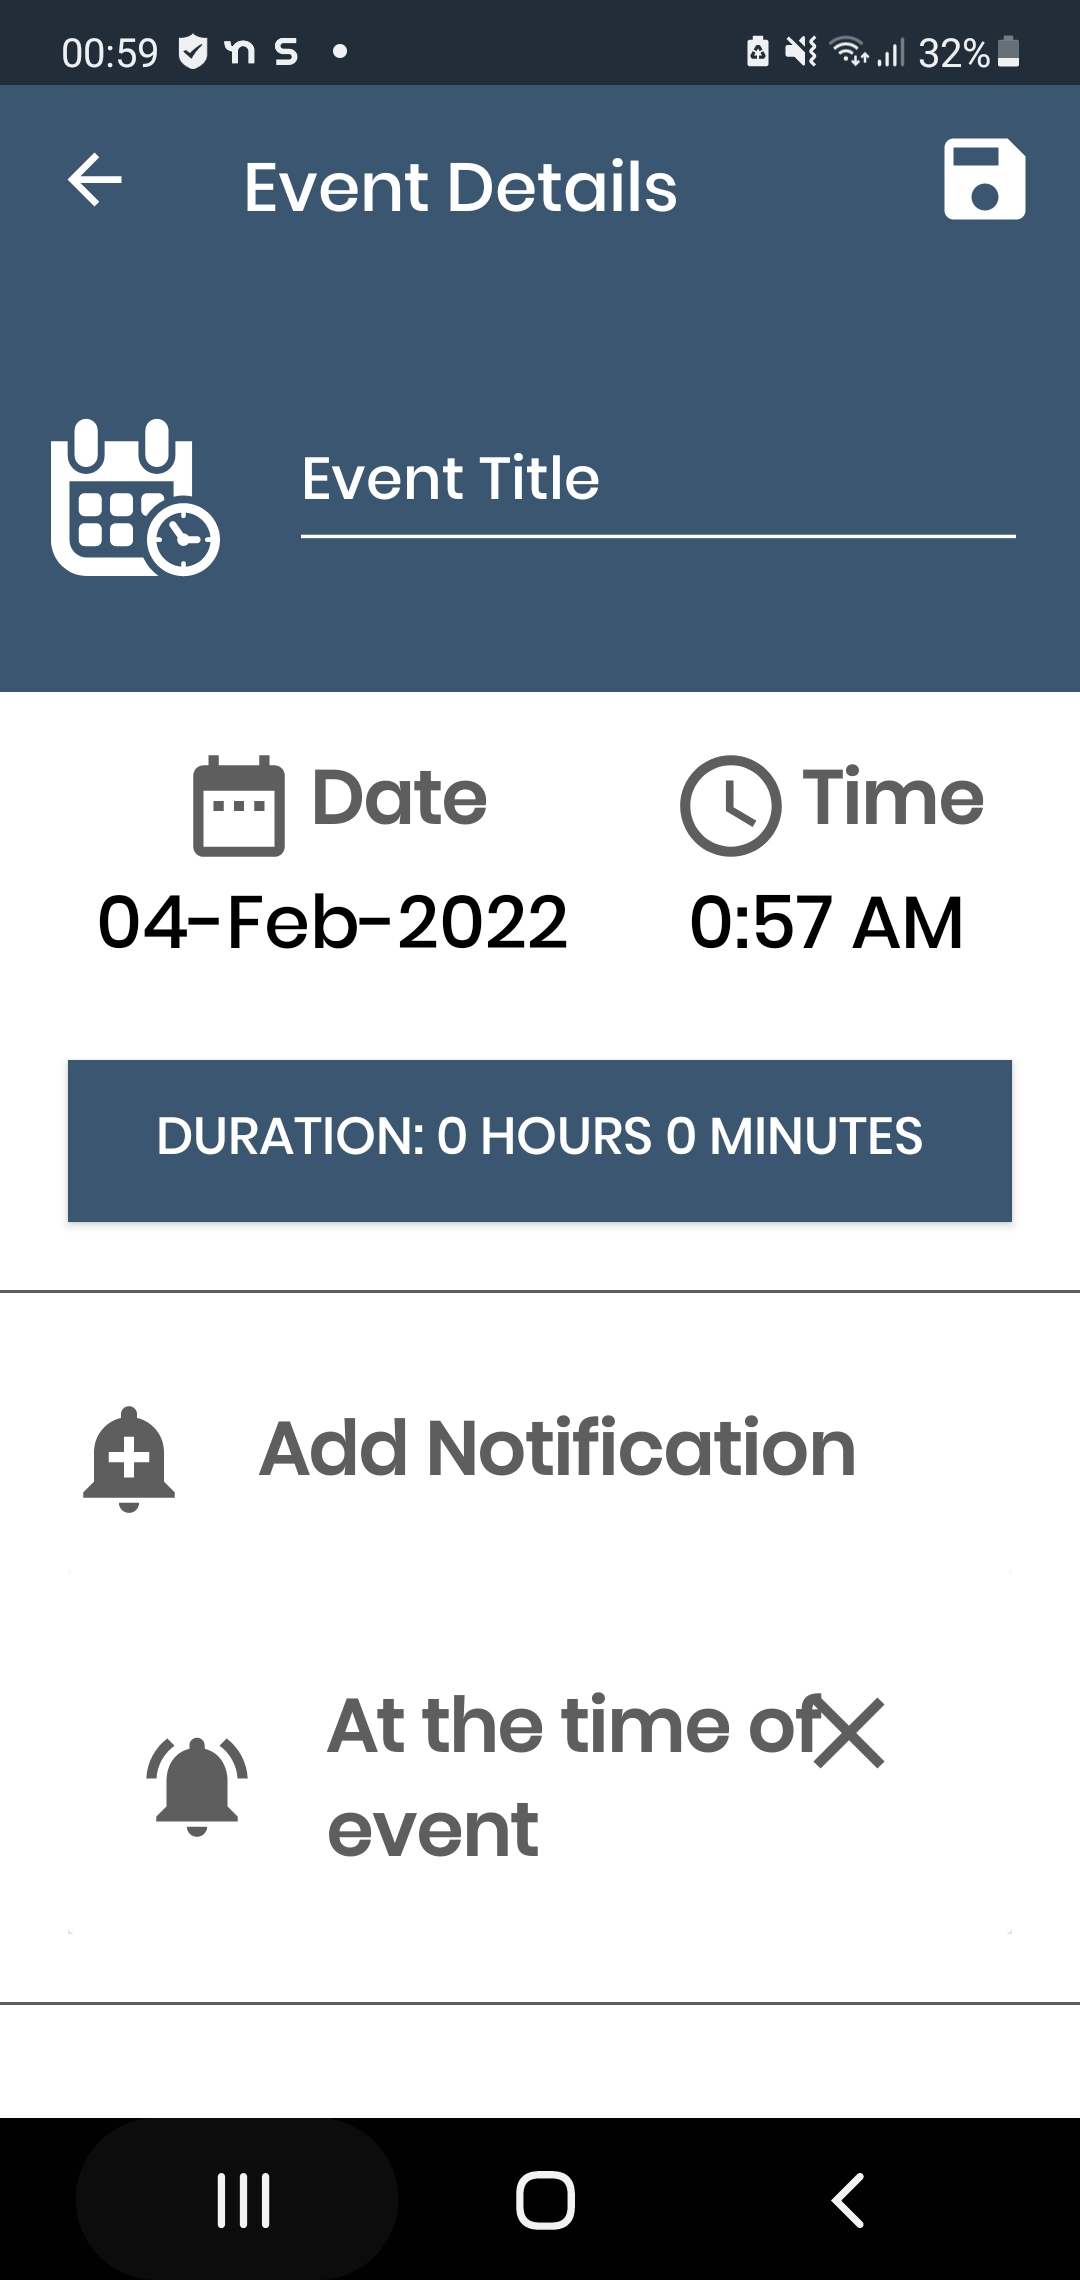 00:59 32%
Event Details
Event Title
Date Time
04-Feb-2022 0:57 AM
DURATION: 0 HOURS 0 MINUTES
Add Notification
At the time of
event